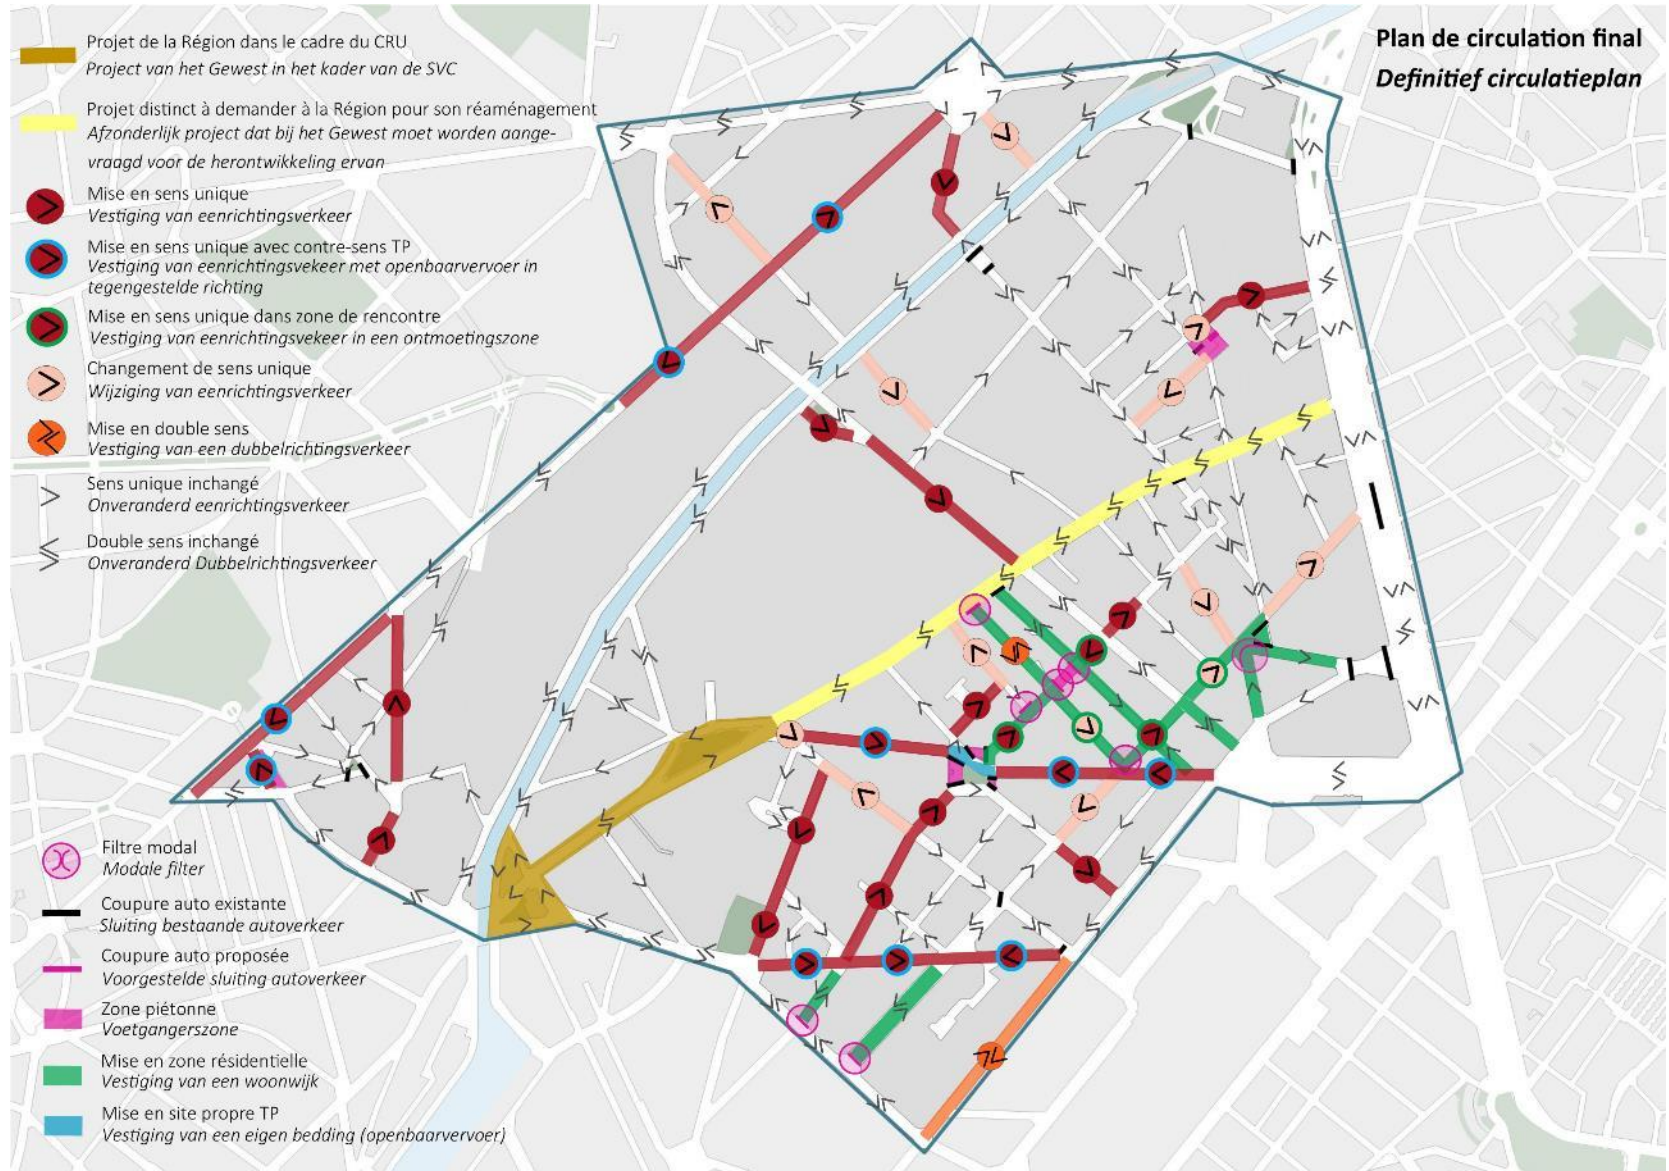 Plan de circulation final
Definitief circulatieplan
Projet de la Région dans le cadre du CRU
Project van het Gewest in het kader van de SVC
Projet distinct à demander à la Région pour son réaménagement
Afzonderlijk project dat bij het Gewest moet worden aange-
vraagd voor de herontwikkeling ervan
Mise en sens unique
Vestiging van eenrichtingsverkeer
Mise en sens unique avec contre-sens TP
Vestiging van eenrichtingsvekeer met openbaarvervoer in
tegengestelde richting
Mise en sens unique dans zone de rencontre
Vestiging van eenrichtingsvekeer in een ontmoetingszone
Changement de sens unique
Wijziging van eenrichtingsverkeer
Mise en double sens
Vestiging van een dubbelrichtingsverkeer
Sens unique inchangé
Onveranderd eenrichtingsverkeer
Double sens inchangé
Onveranderd Dubbelrichtingsverkeer
Filtre modal
Modale filter
Coupure auto existante
Sluiting bestaande autoverkeer
Coupure auto proposée
Voorgestelde sluiting autoverkeer
Zone piétonne
Voetgangerszone
Mise en zone résidentielle
Vestiging van een woonwijk
Mise en site propre TP
Vestiging van een eigen bedding (openbaarvervoer)